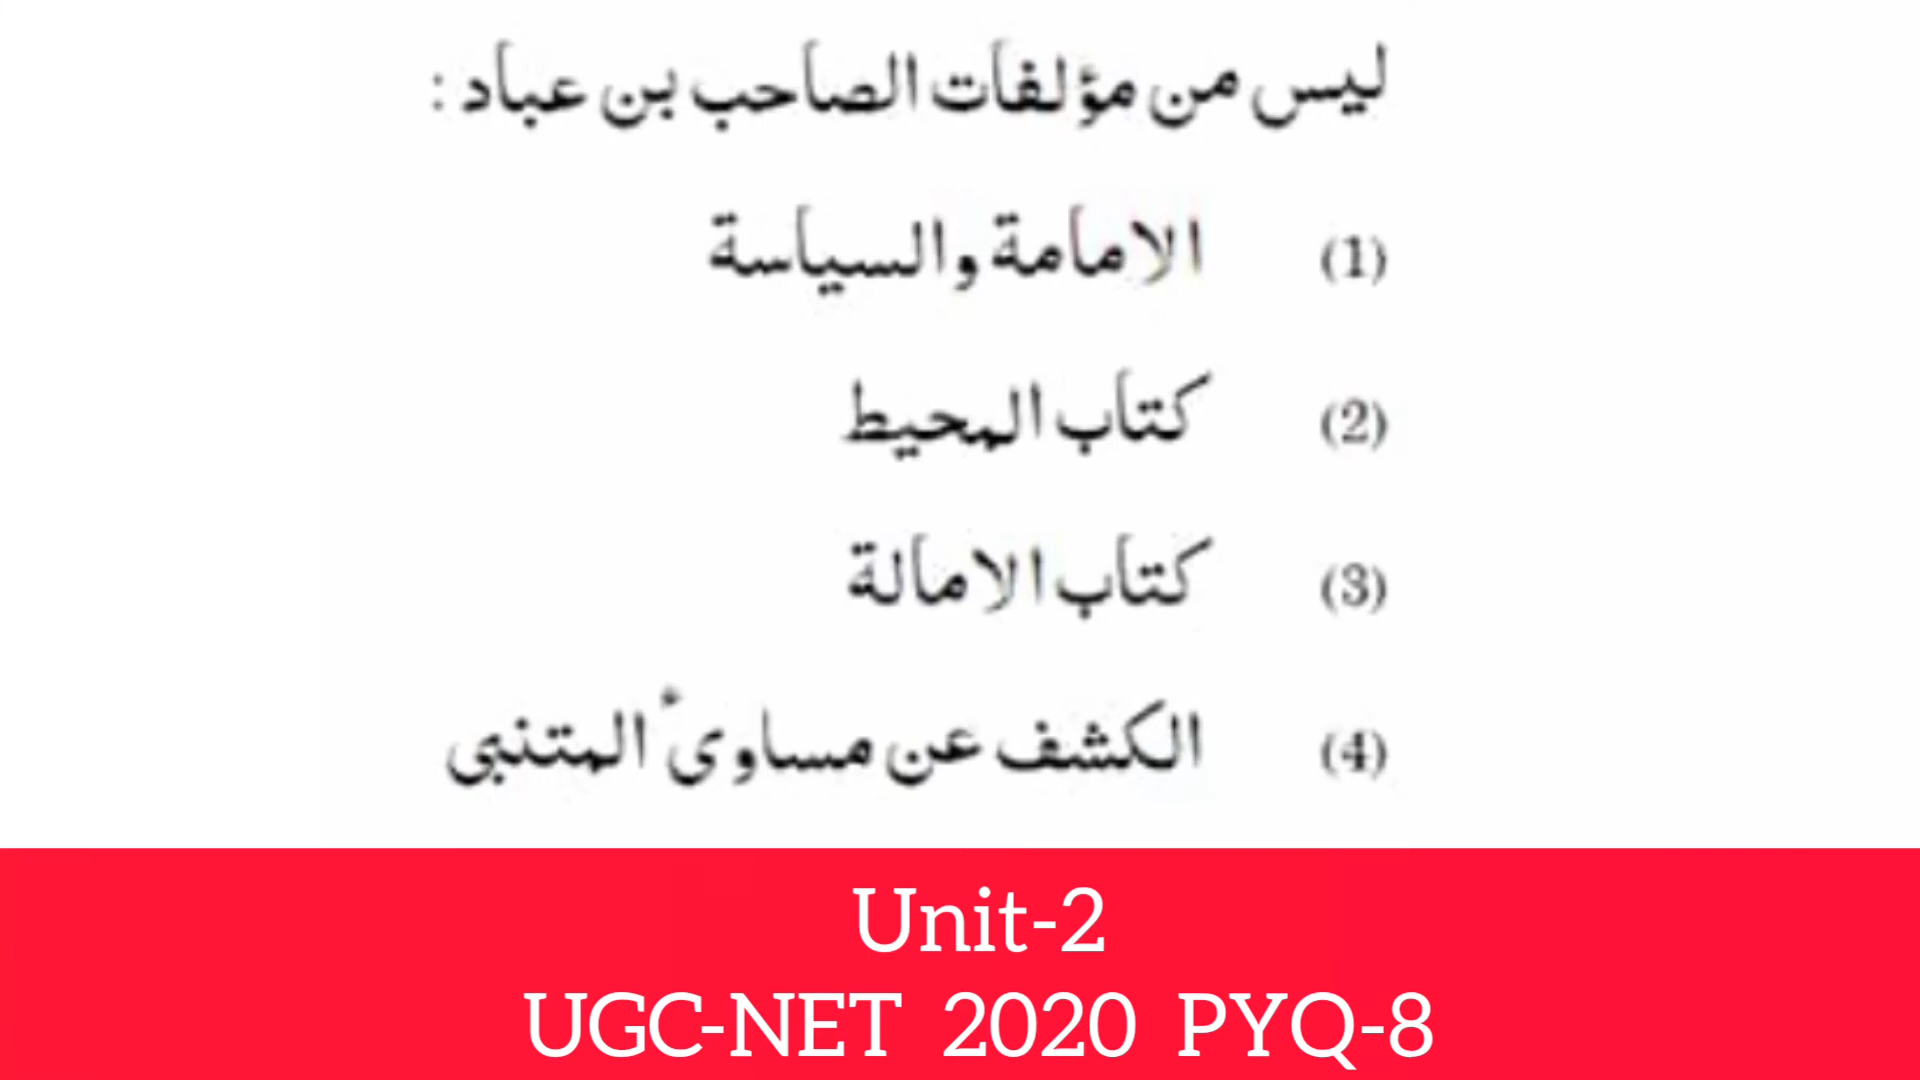 ليس من مؤلفات الصاحب بن عباد :
(1) الامامة والسياسة
(2) كتاب المحيط
(3) كتاب الامالة
(4) الكشف عن مساوئ المتنبى
Unit-2
UGC-NET 2020 PYQ-8